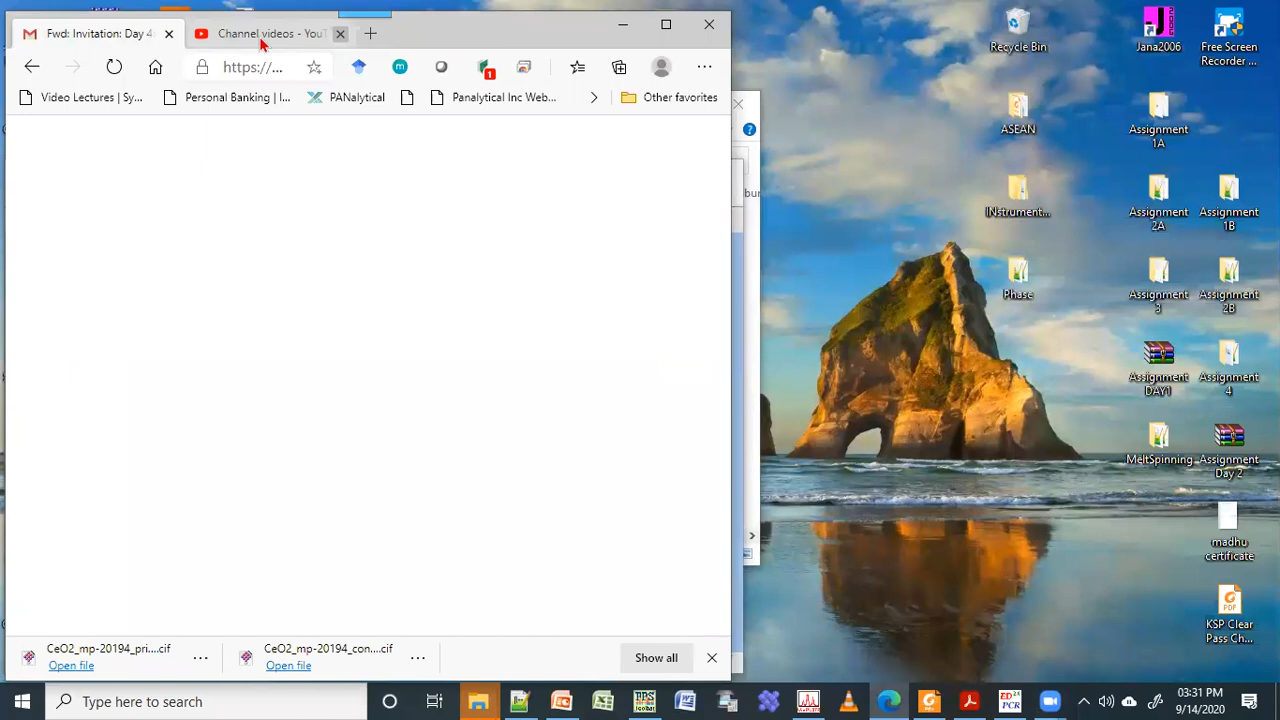 Fwd: Invitation: Day 4
Channel videos - YouT
https://...
1
Video Lectures | Sy...
Personal Banking | I...
PANalytical
Panalytical Inc Web...
Other favorites
bur
Recycle Bin
Jana2006
Free Screen
Recorder ...
ASEAN
Assignment
1A
INstrument...
Assignment
2A
Assignment
1B
Phase
Assignment
3
Assignment
2B
Assignment
DAY1
Assignment
4
MeltSpinning
Assignment
Day 2
madhu
certificate
KSP Clear
Pass Ch...
CeO2_mp-20194_pri....cif
Open file
CeO2_mp-20194_con....cif
Open file
Show all
Type here to search
03:31 PM
9/14/2020